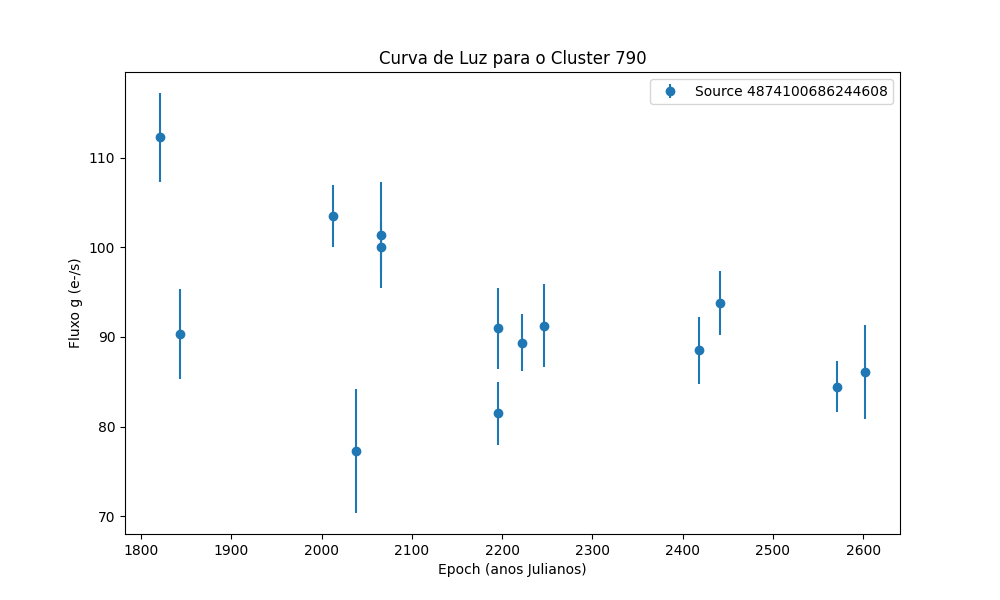 Curva de Luz para o Cluster 790
Source 4874100686244608
Fluxo g (e-/s)
110
100
90
80
70
1800 1900 2000 2100 2200 2300 2400 2500 2600
Epoch (anos Julianos)